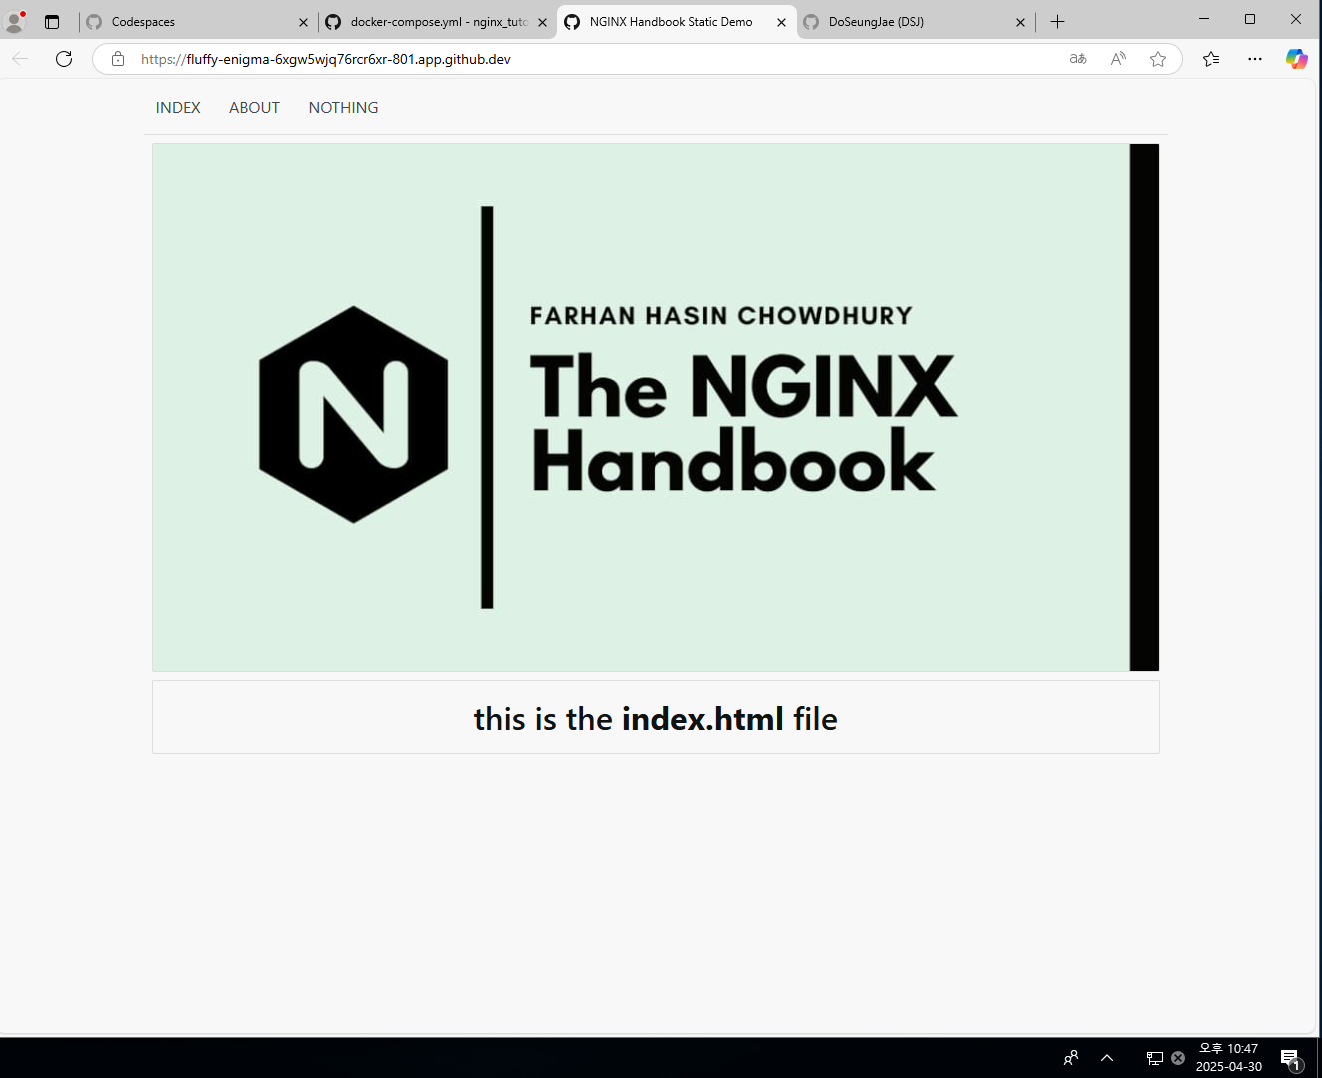 Codespaces
docker-compose.yml - nginx_tuto
NGINX Handbook Static Demo
DoSeungJae (DSJ)
https://fluffy-enigma-6xgw5wjq76rcr6xr-801.app.github.dev
INDEX ABOUT NOTHING
FARHAN HASIN CHOWDHURY
N
The NGINX
Handbook
this is the index.html file
오후 10:47
2025-04-30
1